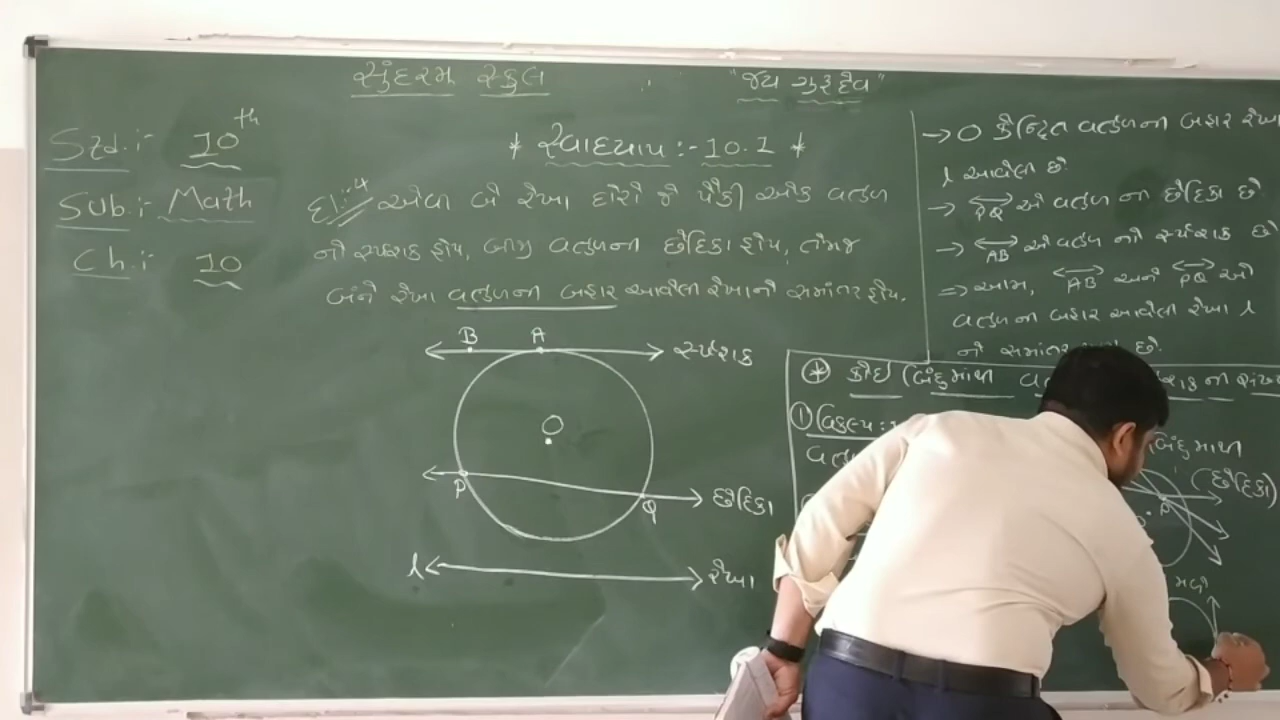 સુંદરમ સ્કુલ "જય ગુરૂદેવ"
Std.:- 10th
Sub.:- Math
Ch.:- 10
* સ્વાધ્યાય :- 10.1 *
દા:-4 એવી બે રેખા દોરો જે પૈકી એક વર્તુળ
નો સ્પર્શક હોય, બીજી વર્તુળની છેદિકા હોય, તેમજ
બંને રેખા વર્તુળની બહાર આવેલી રેખાને સમાંતર હોય.
B A સ્પર્શક
O
P Q છેદિકા
l રેખા
→ O કેન્દ્રિત વર્તુળની બહાર રેખા
l આવેલી છે.
→ PQ એ વર્તુળ ની છેદિકા છે
→ AB એ વર્તુળ નો સ્પર્શક છે
⇒ આમ, AB અને PQ એ
વર્તુળની બહાર આવેલી રેખા l
ને સમાંતર છે.
* કોઈ બિંદુમાંથી
① વિકલ્પ : બિંદુમાંથી
(છેદિકા)
A